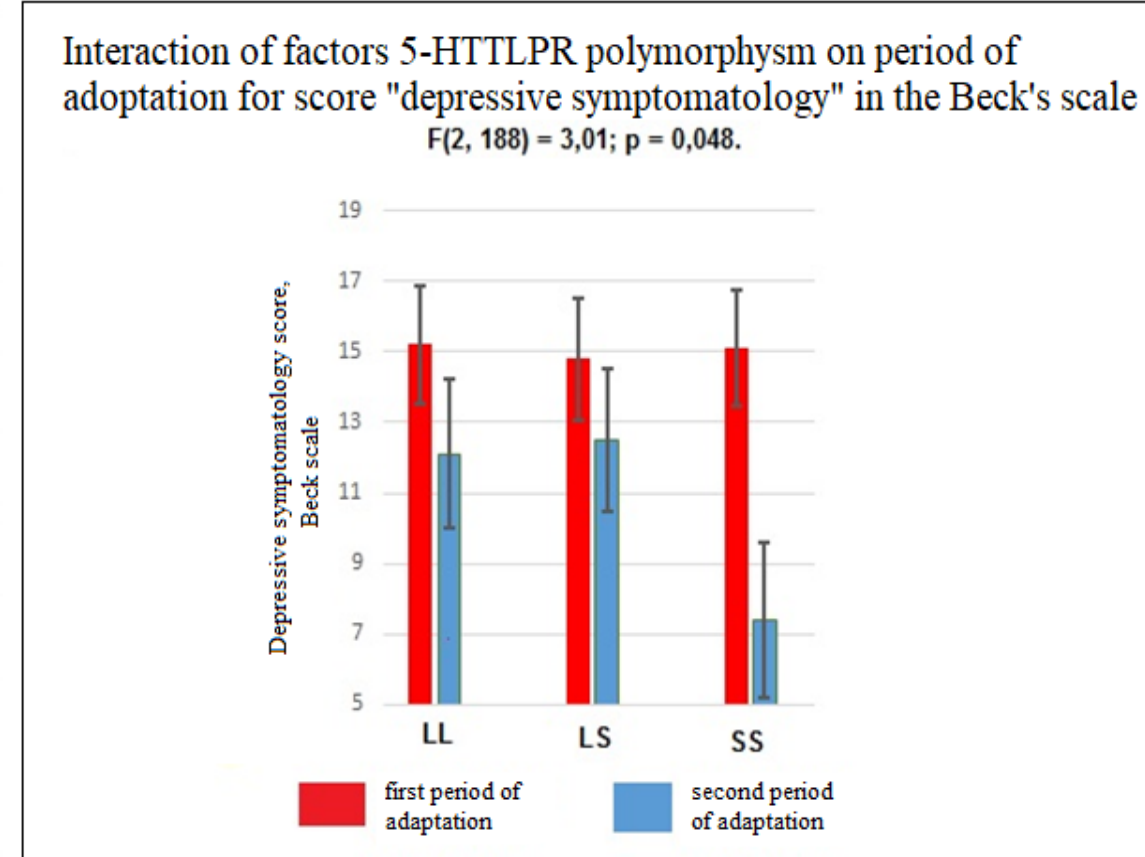 Interaction of factors 5-HTTLPR polymorphysm on period of
adoptation for score "depressive symptomatology" in the Beck's scale
F(2, 188) = 3,01; p = 0,048.
Depressive symptomatology score,
Beck scale
19
17
15
13
11
9
7
5
LL
LS
SS
first period of
adaptation
second period
of adaptation